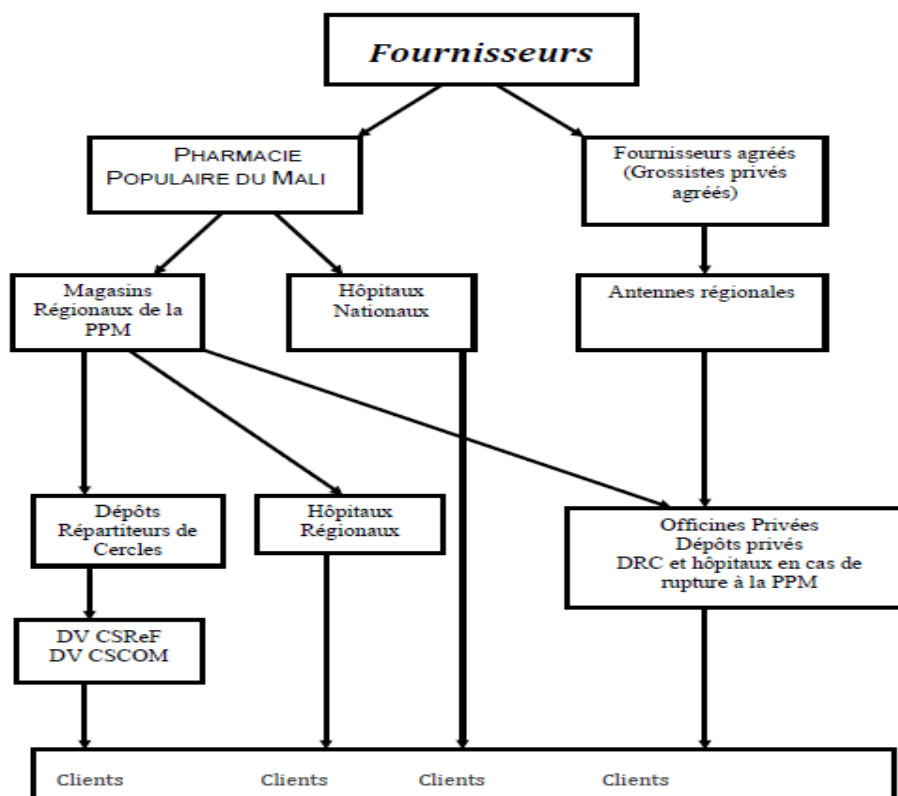 Fournisseurs
PHARMACIE
POPULAIRE DU MALI
Fournisseurs agréés
(Grossistes privés
agréés)
Magasins
Régionaux de la
PPM
Hôpitaux
Nationaux
Antennes régionales
Dépôts
Répartiteurs de
Cercles
Hôpitaux
Régionaux
Officines Privées
Dépôts privés
DRC et hôpitaux en cas de
rupture à la PPM
DV CSReF
DV CSCOM
Clients
Clients
Clients
Clients